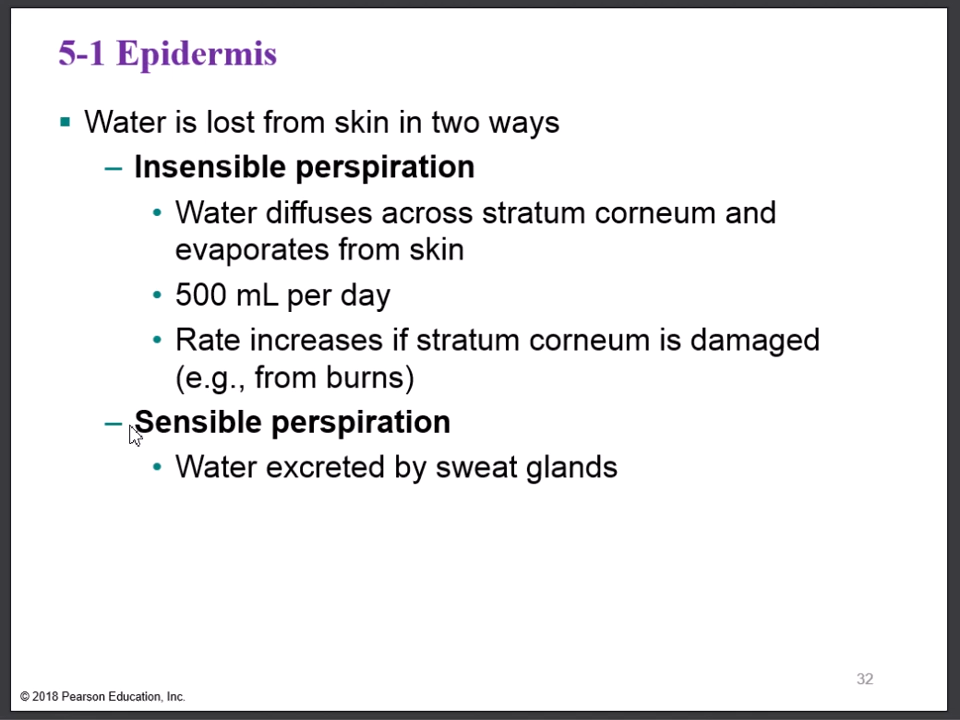 5-1 Epidermis
▪ Water is lost from skin in two ways
– Insensible perspiration
• Water diffuses across stratum corneum and
evaporates from skin
• 500 mL per day
• Rate increases if stratum corneum is damaged
(e.g., from burns)
– Sensible perspiration
• Water excreted by sweat glands
32
© 2018 Pearson Education, Inc.